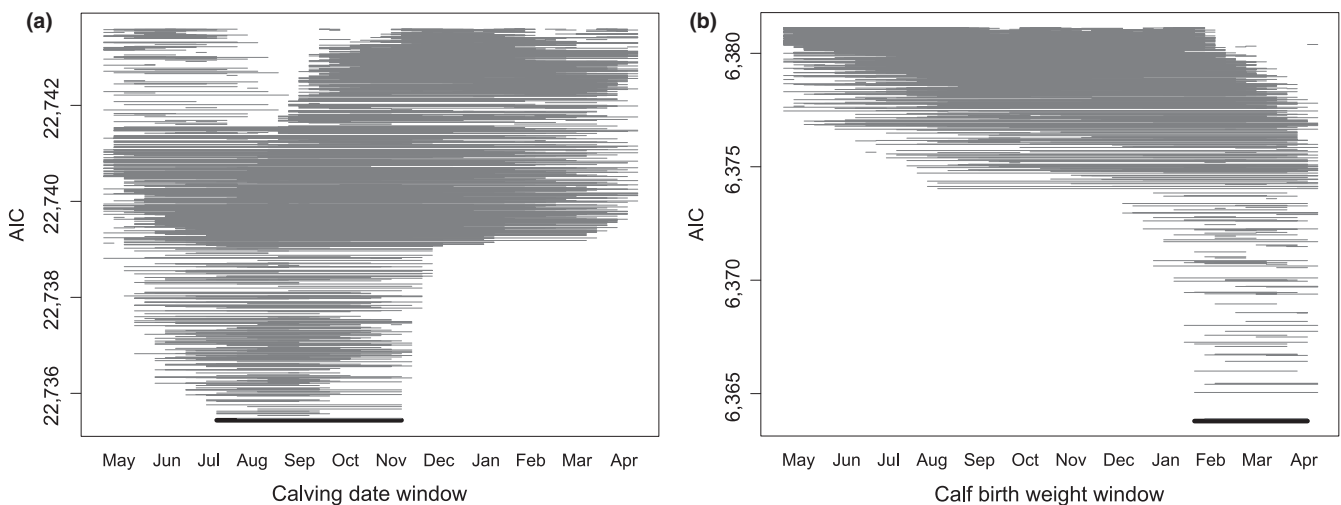 (a)
AIC
22,742
22,740
22,738
22,736
May Jun Jul Aug Sep Oct Nov Dec Jan Feb Mar Apr
Calving date window
(b)
AIC
6,380
6,375
6,370
6,365
May Jun Jul Aug Sep Oct Nov Dec Jan Feb Mar Apr
Calf birth weight window